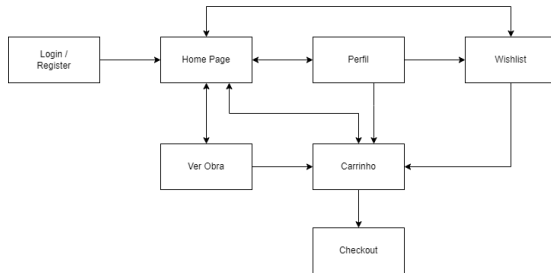 Login /
Register
Home Page
Perfil
Wishlist
Ver Obra
Carrinho
Checkout